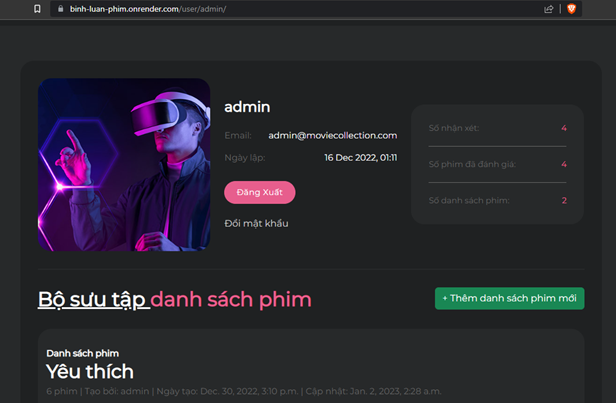 binh-luan-phim.onrender.com/user/admin/
admin
Email: admin@moviecollection.com
Ngày lập: 16 Dec 2022, 01:11
Đăng Xuất
Đổi mật khẩu
Số nhận xét: 4
Số phim đã đánh giá: 4
Số danh sách phim: 2
Bộ sưu tập danh sách phim
+ Thêm danh sách phim mới
Danh sách phim
Yêu thích
6 phim | Tạo bởi: admin | Ngày tạo: Dec. 30, 2022, 3:10 p.m. | Cập nhật: Jan. 2, 2023, 2:28 a.m.